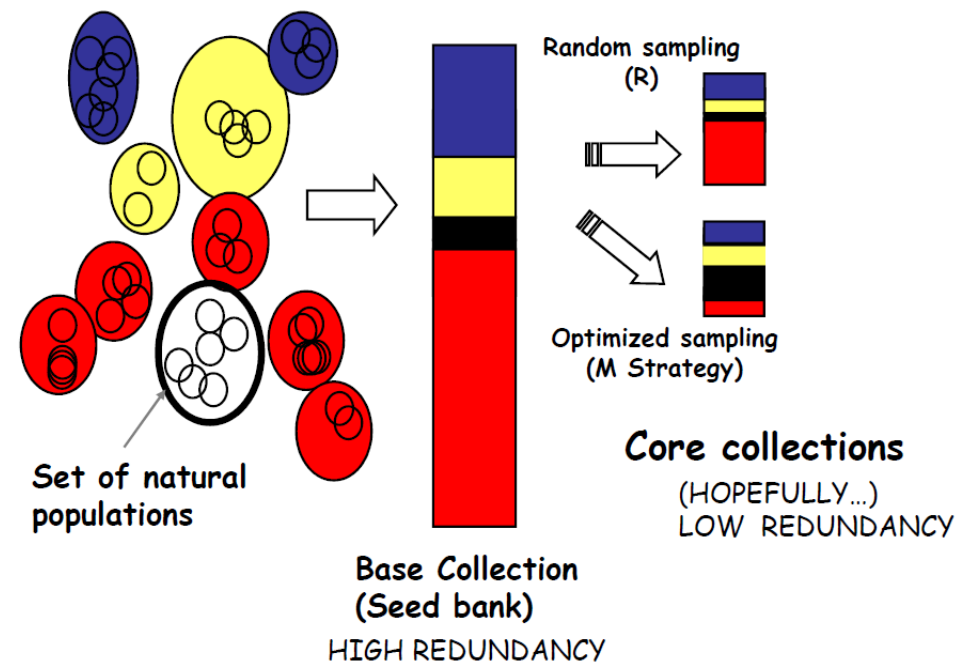 Random sampling
(R)
Optimized sampling
(M Strategy)
Set of natural
populations
Core collections
(HOPEFULLY...)
LOW REDUNDANCY
Base Collection
(Seed bank)
HIGH REDUNDANCY